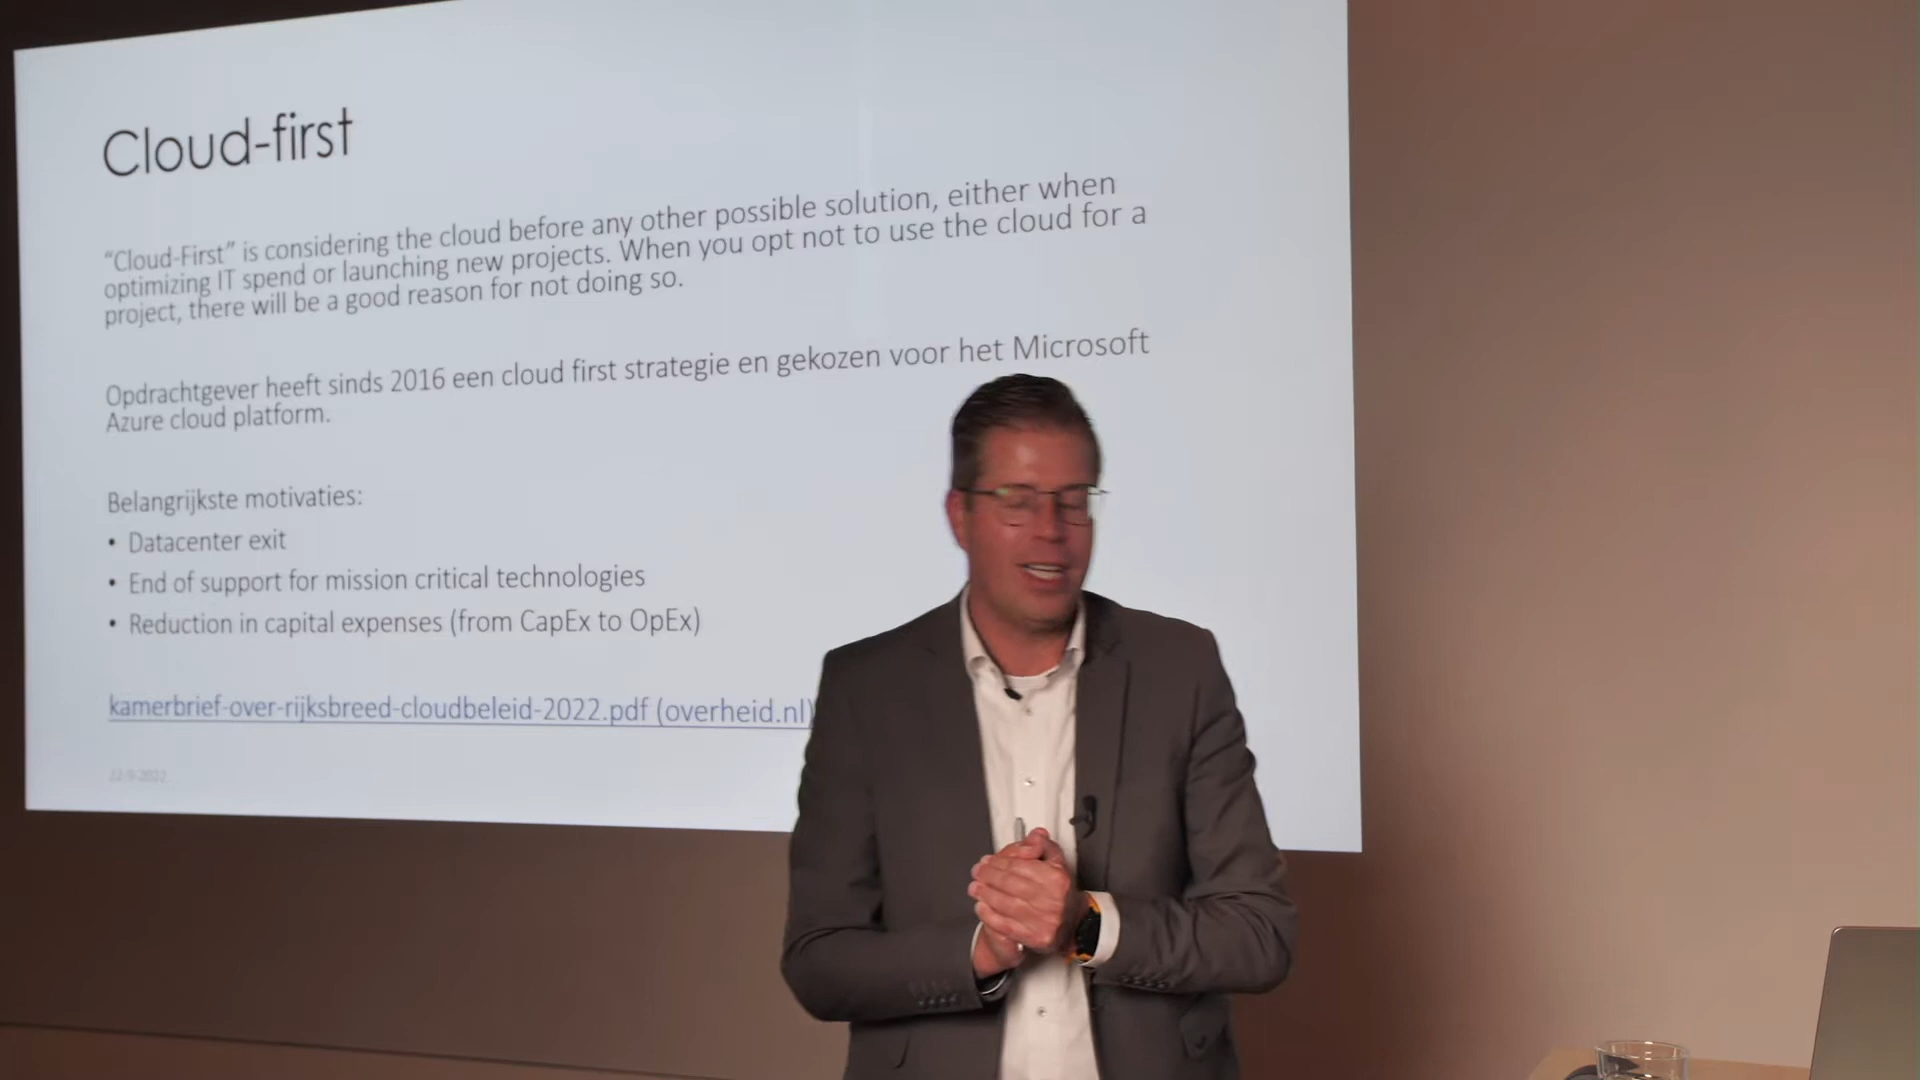 Cloud-first
“Cloud-First” is considering the cloud before any other possible solution, either when
optimizing IT spend or launching new projects. When you opt not to use the cloud for a
project, there will be a good reason for not doing so.
Opdrachtgever heeft sinds 2016 een cloud first strategie en gekozen voor het Microsoft
Azure cloud platform.
Belangrijkste motivaties:
• Datacenter exit
• End of support for mission critical technologies
• Reduction in capital expenses (from CapEx to OpEx)
kamerbrief-over-rijksbreed-cloudbeleid-2022.pdf (overheid.nl)